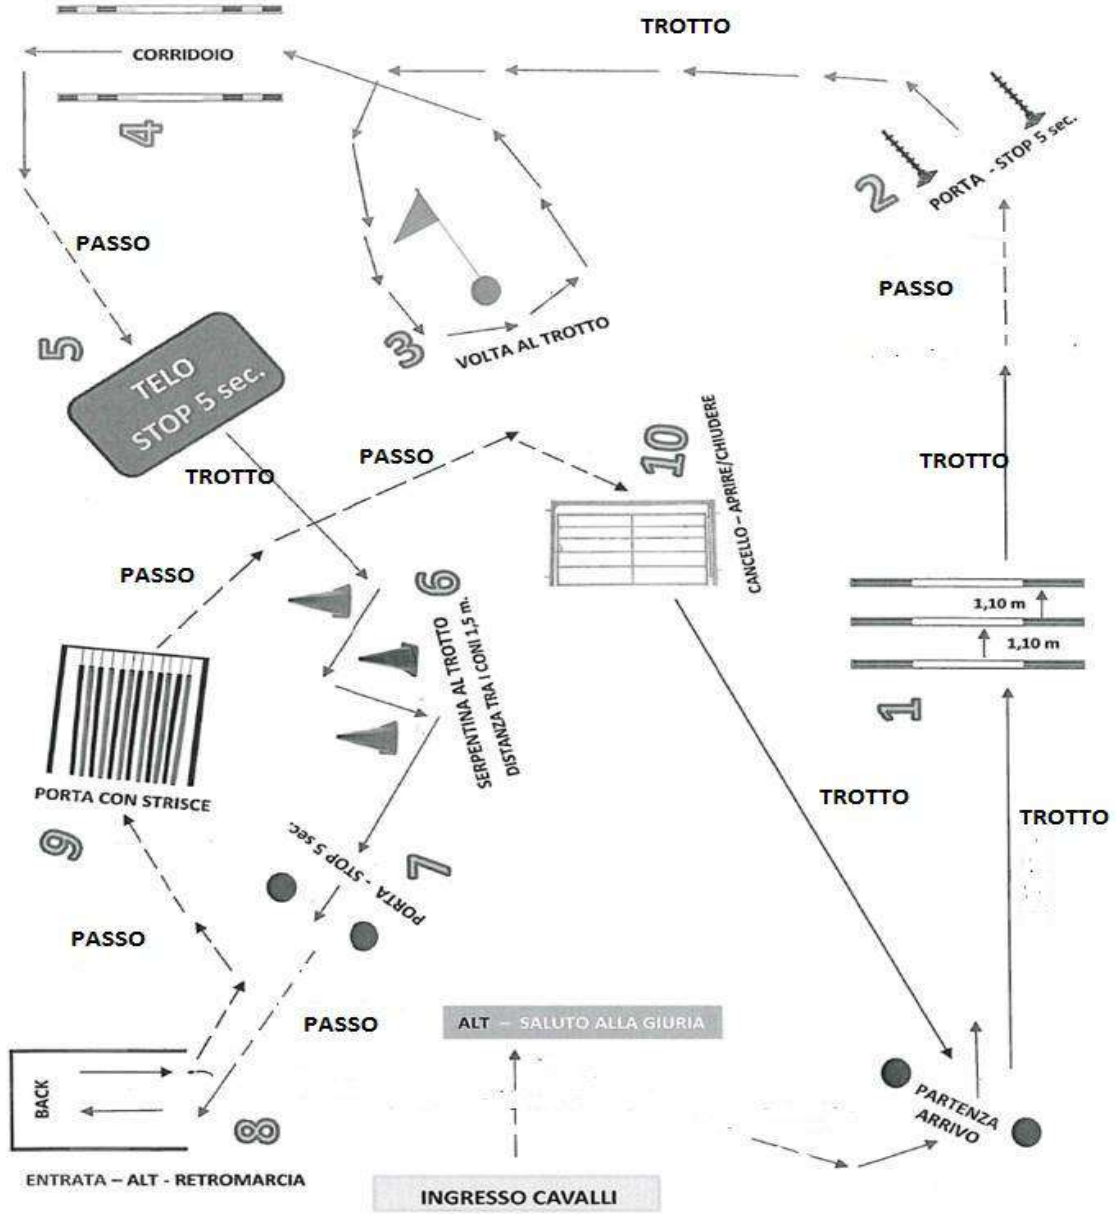 TROTTO
CORRIDOIO
4
2
PORTA - STOP 5 sec.
PASSO
PASSO
3
VOLTA AL TROTTO
5
TELO
STOP 5 sec.
TROTTO
PASSO
10
CANCELLO – APRIRE/CHIUDERE
TROTTO
PASSO
6
SERPENTINA AL TROTTO
DISTANZA TRA I CONI 1,5 m.
1,10 m
1,10 m
1
PORTA CON STRISCE
9
TROTTO
TROTTO
7
PORTA - STOP 5 sec.
PASSO
PASSO
ALT – SALUTO ALLA GIURIA
BACK
8
PARTENZA
ARRIVO
ENTRATA – ALT - RETROMARCIA
INGRESSO CAVALLI